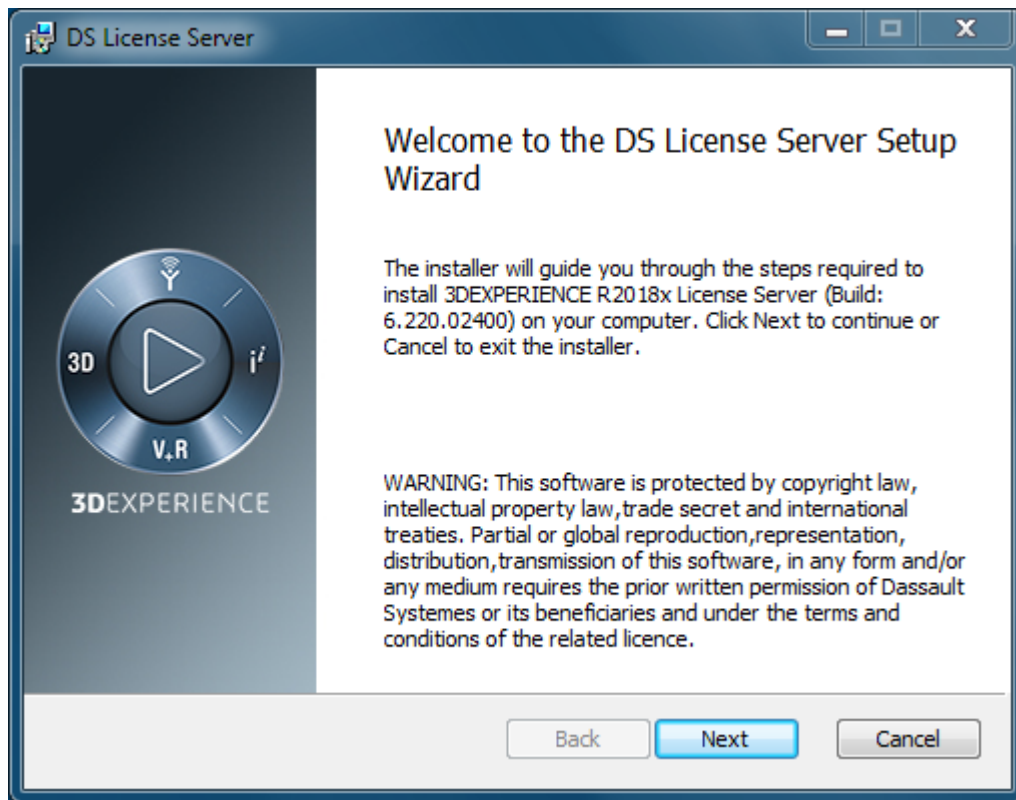 DS License Server
Welcome to the DS License Server Setup
Wizard
The installer will guide you through the steps required to
install 3DEXPERIENCE R2018x License Server (Build:
6.220.02400) on your computer. Click Next to continue or
Cancel to exit the installer.
3D
i^i
V+R
3DEXPERIENCE
WARNING: This software is protected by copyright law,
intellectual property law,trade secret and international
treaties. Partial or global reproduction,representation,
distribution,transmission of this software, in any form and/or
any medium requires the prior written permission of Dassault
Systemes or its beneficiaries and under the terms and
conditions of the related licence.
Back
Next
Cancel